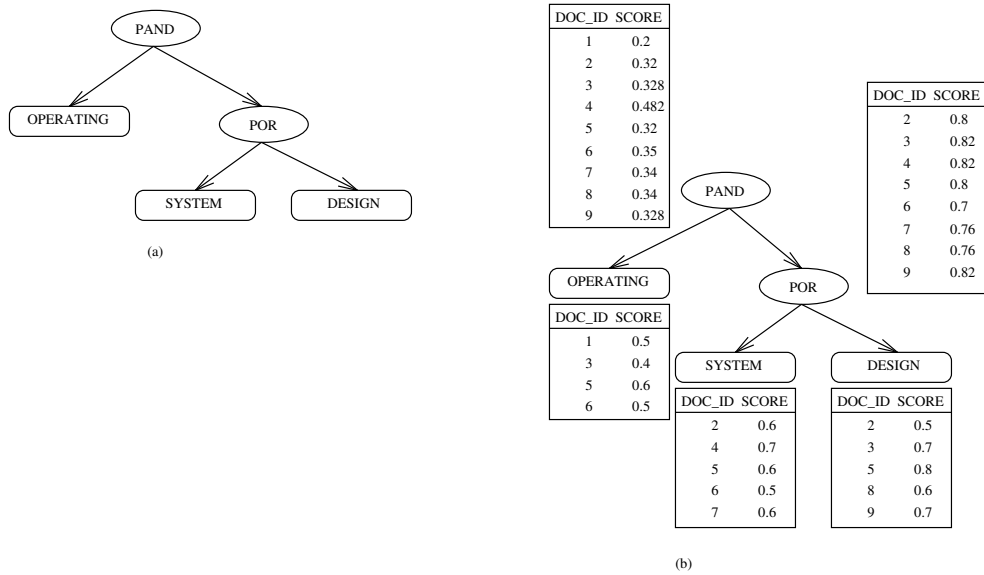 PAND
OPERATING
POR
SYSTEM DESIGN
(a)
DOC_ID SCORE
1 0.2
2 0.32
3 0.328
4 0.482
5 0.32
6 0.35
7 0.34
8 0.34
9 0.328
DOC_ID SCORE
2 0.8
3 0.82
4 0.82
5 0.8
6 0.7
7 0.76
8 0.76
9 0.82
PAND
OPERATING
POR
DOC_ID SCORE
1 0.5
3 0.4
5 0.6
6 0.5
SYSTEM
DESIGN
DOC_ID SCORE
2 0.6
4 0.7
5 0.6
6 0.5
7 0.6
DOC_ID SCORE
2 0.5
3 0.7
5 0.8
8 0.6
9 0.7
(b)